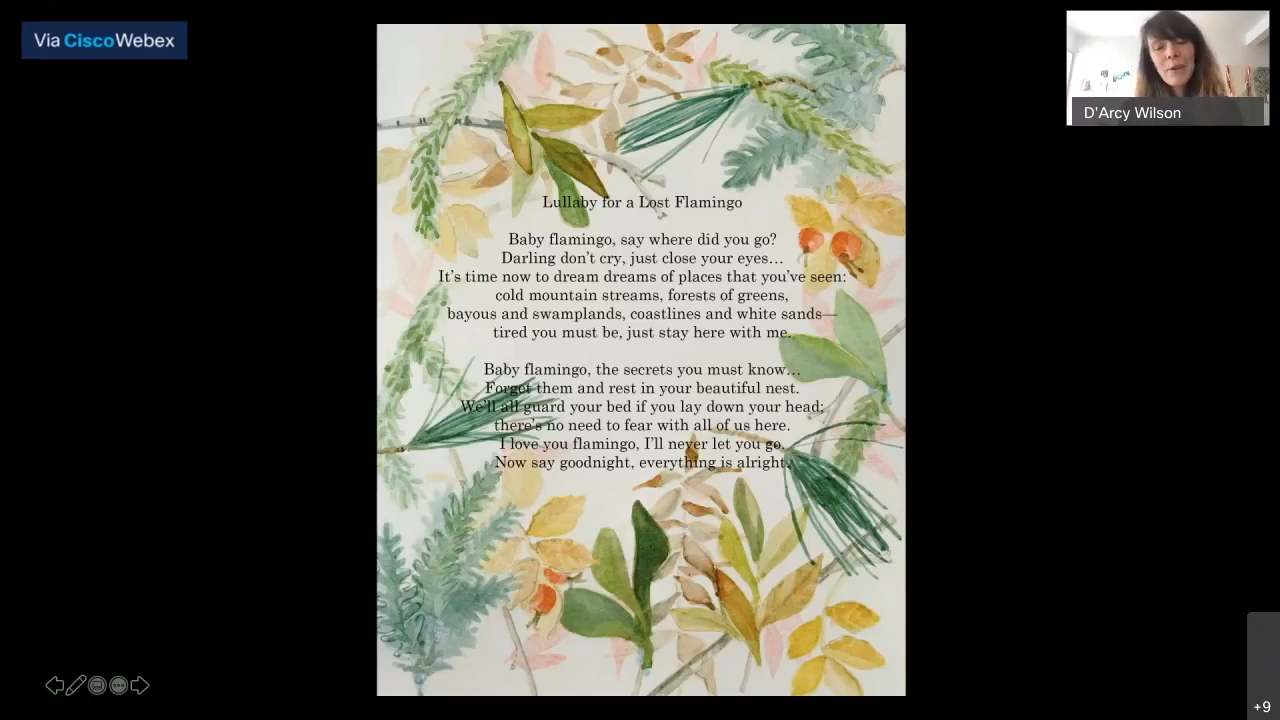 Via CiscoWebex
D'Arcy Wilson
Lullaby for a Lost Flamingo
Baby flamingo, say where did you go?
Darling don't cry, just close your eyes…
It's time now to dream dreams of places that you've seen:
cold mountain streams, forests of greens,
bayous and swamplands, coastlines and white sands—
tired you must be, just stay here with me.
Baby flamingo, the secrets you must know…
Forget them and rest in your beautiful nest.
We'll all guard your bed if you lay down your head;
there's no need to fear with all of us here.
I love you flamingo, I'll never let you go.
Now say goodnight, everything is alright.
+9